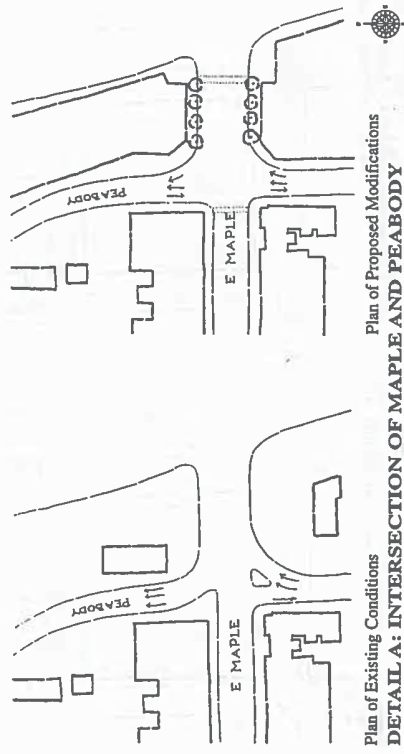 PEABODY
E MAPLE
Plan of Existing Conditions
PEABODY
E MAPLE
Plan of Proposed Modifications
DETAIL A: INTERSECTION OF MAPLE AND PEABODY